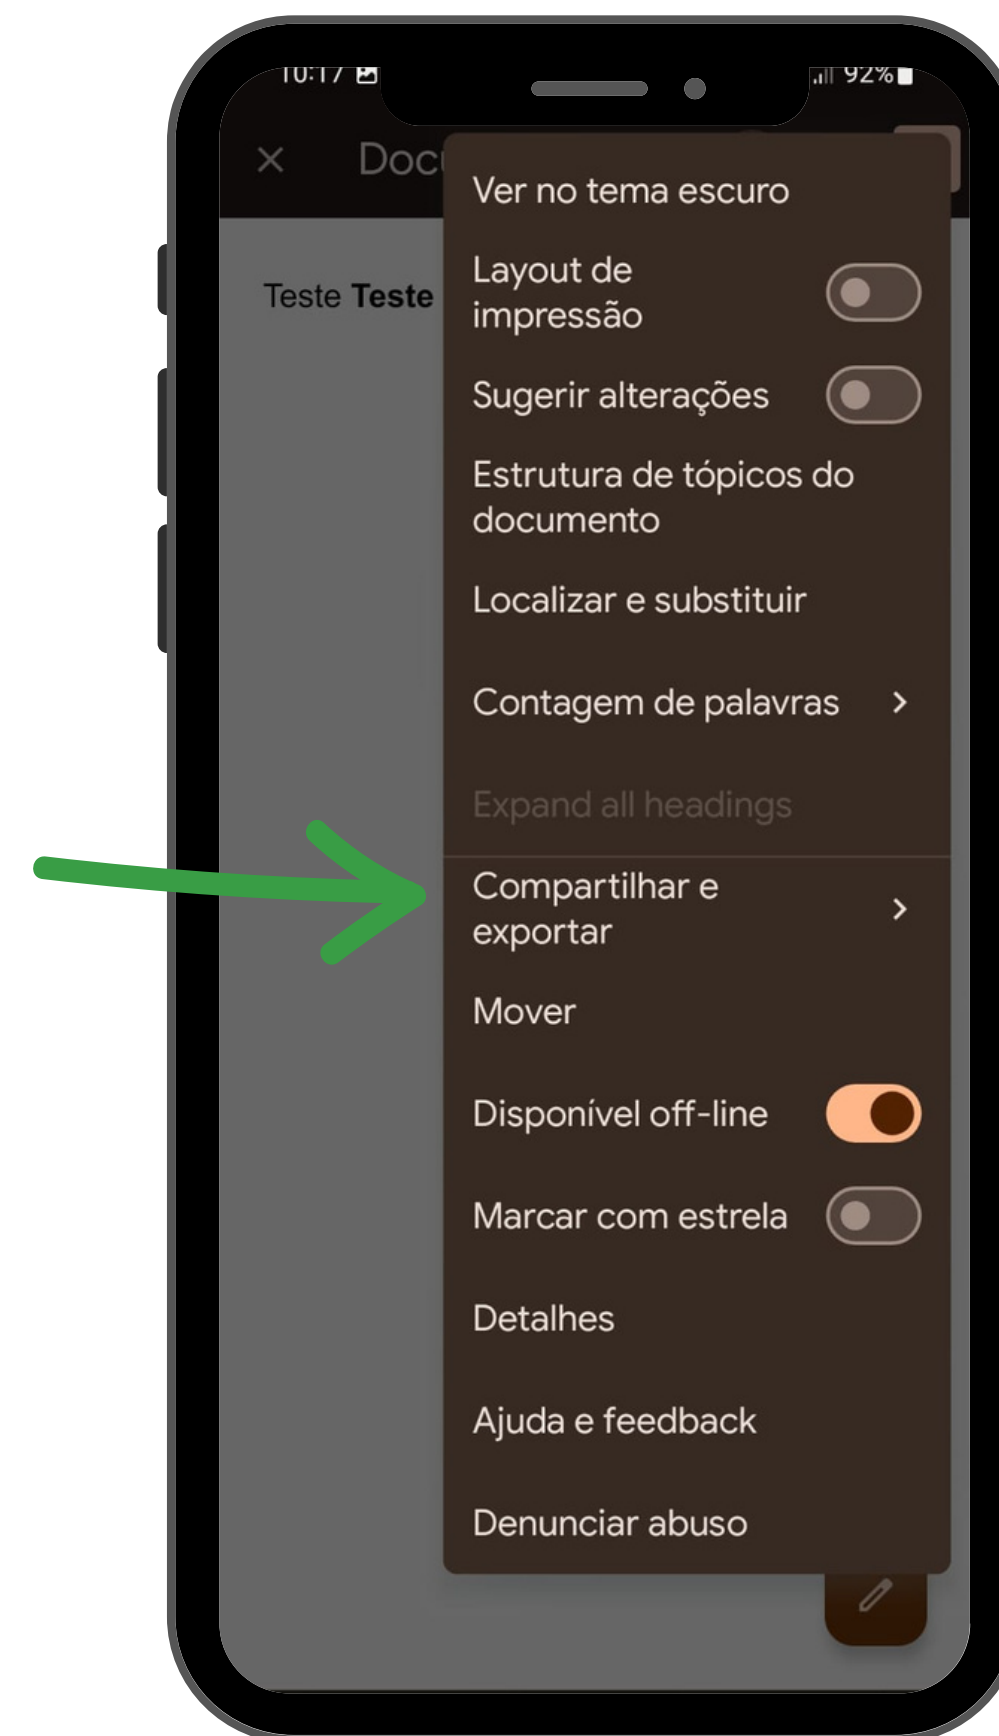 10:17 92%
Docu
Ver no tema escuro
Layout de
impressão
Teste Teste
Sugerir alterações
Estrutura de tópicos do
documento
Localizar e substituir
Contagem de palavras
Expand all headings
Compartilhar e
exportar
Mover
Disponível off-line
Marcar com estrela
Detalhes
Ajuda e feedback
Denunciar abuso